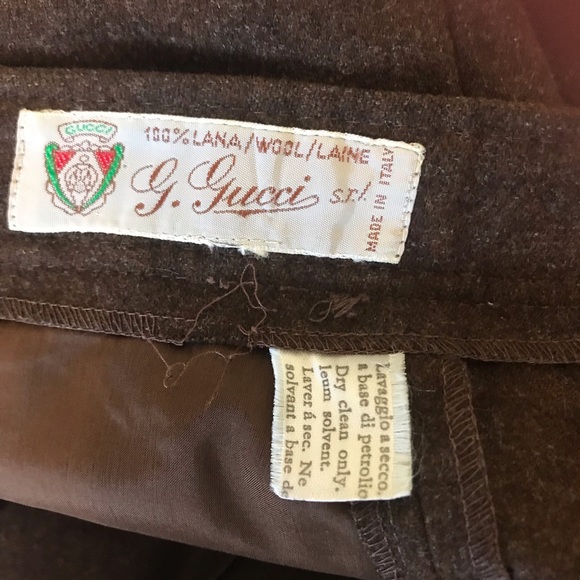 GUCCI
100% LANA/WOOL/LAINE
G. Gucci s.r.l.
MADE IN ITALY
Lavaggio a secco.
a base di petrolio
Dry clean only.
leum solvent.
Laver á sec. Ne
solvant a base de